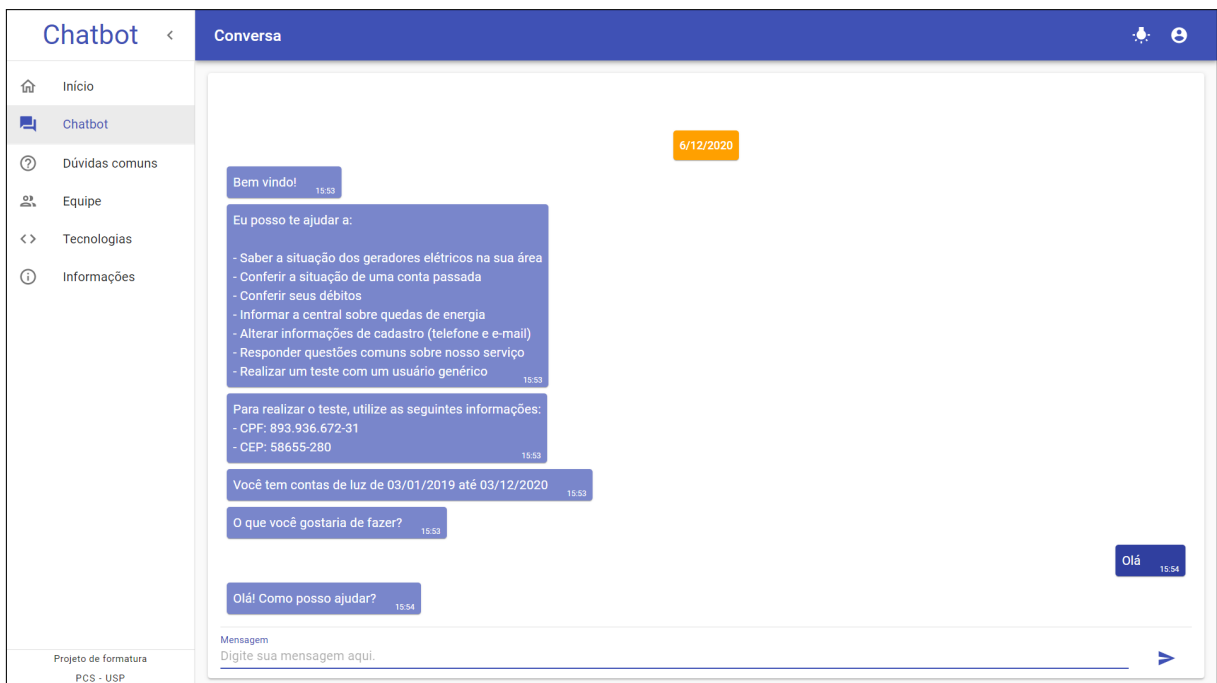 Chatbot
Conversa
Início
Chatbot
Dúvidas comuns
Equipe
Tecnologias
Informações
Projeto de formatura
PCS - USP
6/12/2020
Bem vindo! 15:53
Eu posso te ajudar a:
- Saber a situação dos geradores elétricos na sua área
- Conferir a situação de uma conta passada
- Conferir seus débitos
- Informar a central sobre quedas de energia
- Alterar informações de cadastro (telefone e e-mail)
- Responder questões comuns sobre nosso serviço
- Realizar um teste com um usuário genérico 15:53
Para realizar o teste, utilize as seguintes informações:
- CPF: 893.936.672-31
- CEP: 58655-280 15:53
Você tem contas de luz de 03/01/2019 até 03/12/2020 15:53
O que você gostaria de fazer? 15:53
Olá 15:54
Olá! Como posso ajudar? 15:54
Mensagem
Digite sua mensagem aqui.